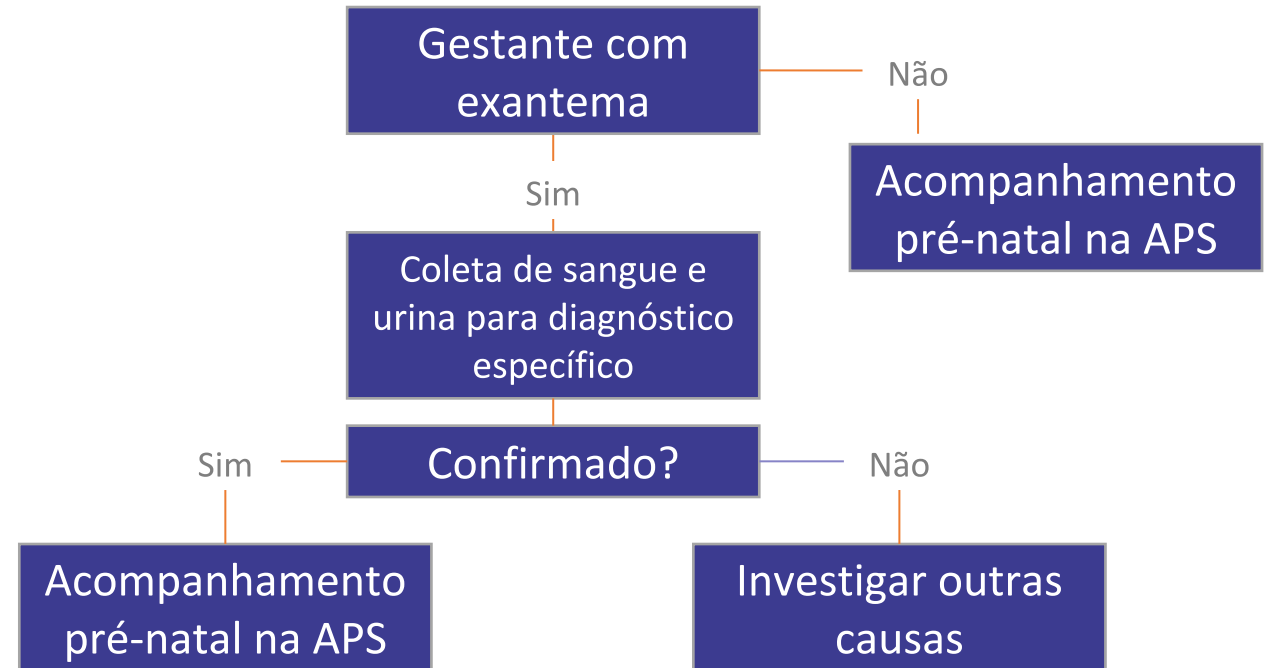 Gestante com
exantema
Não
Acompanhamento
pré-natal na APS
Sim
Coleta de sangue e
urina para diagnóstico
específico
Sim
Confirmado?
Não
Acompanhamento
pré-natal na APS
Investigar outras
causas